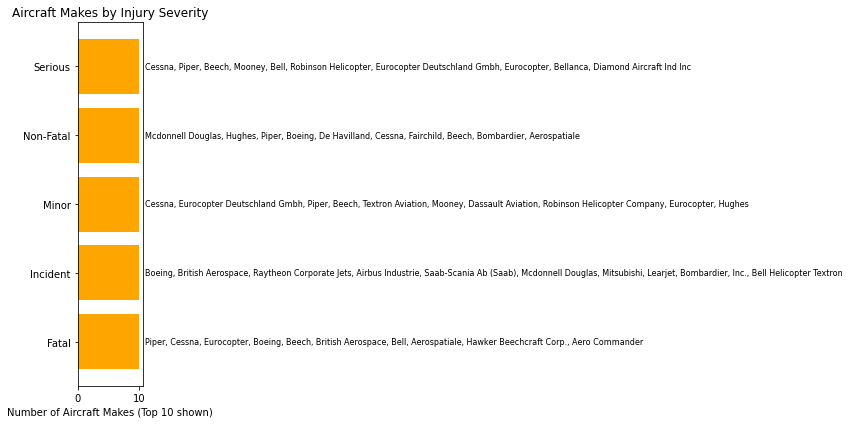 Aircraft Makes by Injury Severity
Serious
Cessna, Piper, Beech, Mooney, Bell, Robinson Helicopter, Eurocopter Deutschland Gmbh, Eurocopter, Bellanca, Diamond Aircraft Ind Inc
Non-Fatal
Mcdonnell Douglas, Hughes, Piper, Boeing, De Havilland, Cessna, Fairchild, Beech, Bombardier, Aerospatiale
Minor
Cessna, Eurocopter Deutschland Gmbh, Piper, Beech, Textron Aviation, Mooney, Dassault Aviation, Robinson Helicopter Company, Eurocopter, Hughes
Incident
Boeing, British Aerospace, Raytheon Corporate Jets, Airbus Industrie, Saab-Scania Ab (Saab), Mcdonnell Douglas, Mitsubishi, Learjet, Bombardier, Inc., Bell Helicopter Textron
Fatal
Piper, Cessna, Eurocopter, Boeing, Beech, British Aerospace, Bell, Aerospatiale, Hawker Beechcraft Corp., Aero Commander
0 10
Number of Aircraft Makes (Top 10 shown)